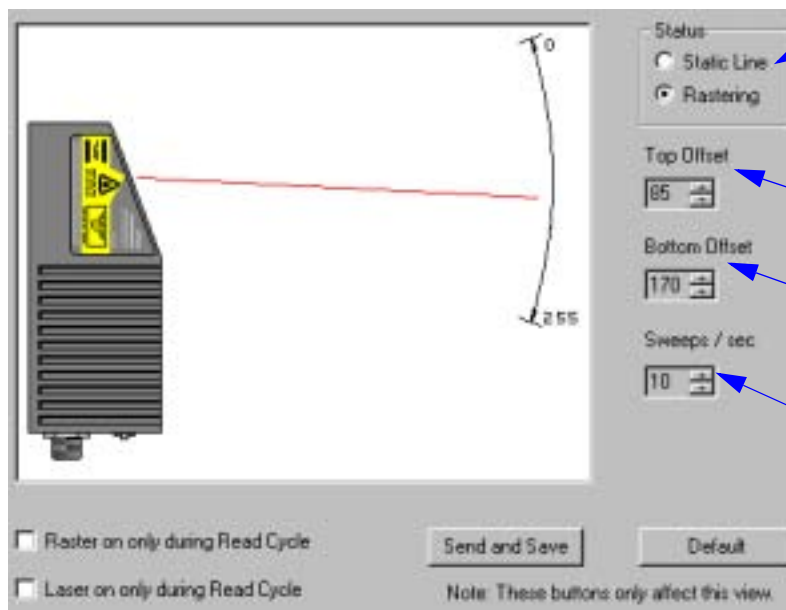 Status
Static Line
Rastering
0
Top Offset
85
Bottom Offset
170
255
Sweeps / sec
10
Raster on only during Read Cycle
Send and Save
Default
Laser on only during Read Cycle
Note: These buttons only affect this view.